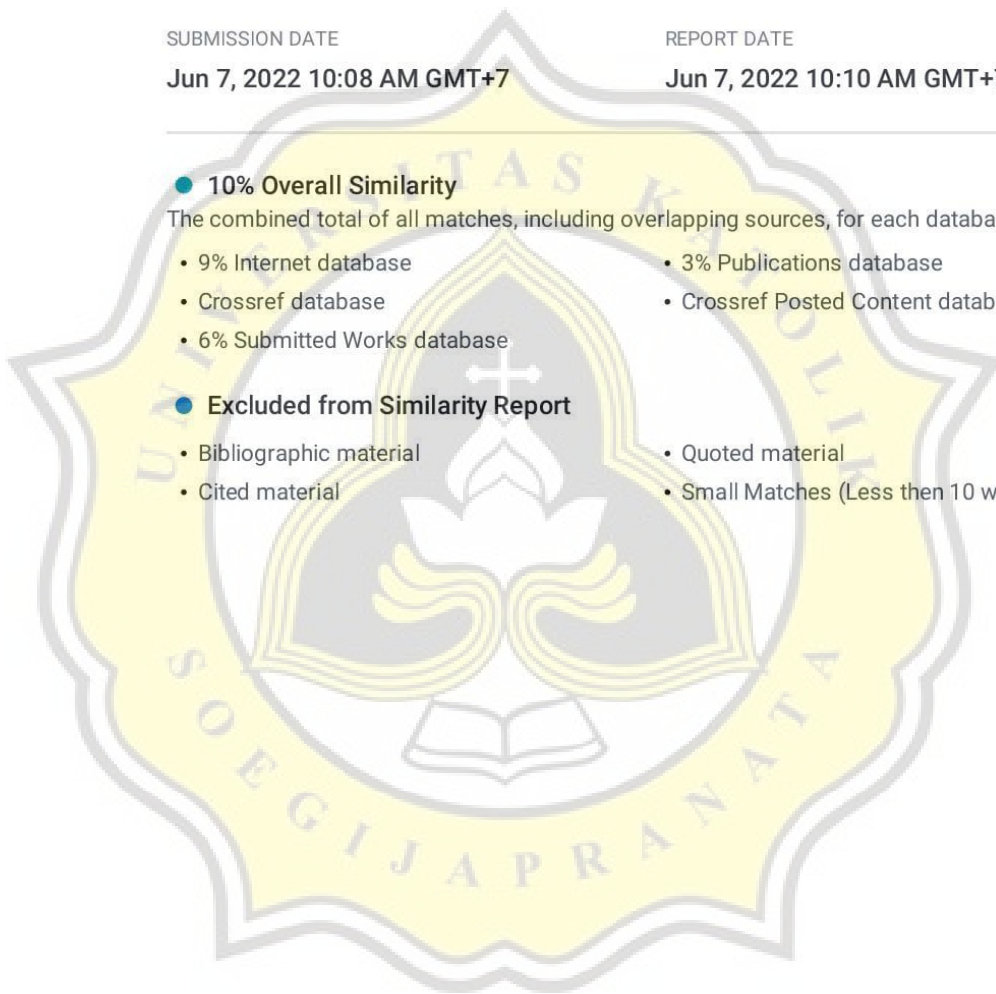 SUBMISSION DATE
REPORT DATE
Jun 7, 2022 10:08 AM GMT+7
Jun 7, 2022 10:10 AM GMT+
10% Overall Similarity
The combined total of all matches, including overlapping sources, for each databa
• 9% Internet database
• 3% Publications database
• Crossref database
• Crossref Posted Content datab
• 6% Submitted Works database
Excluded from Similarity Report
• Bibliographic material
• Quoted material
• Cited material
• Small Matches (Less then 10 w
UNIVERSITAS KATOLIK
SOEGIJAPRANATA